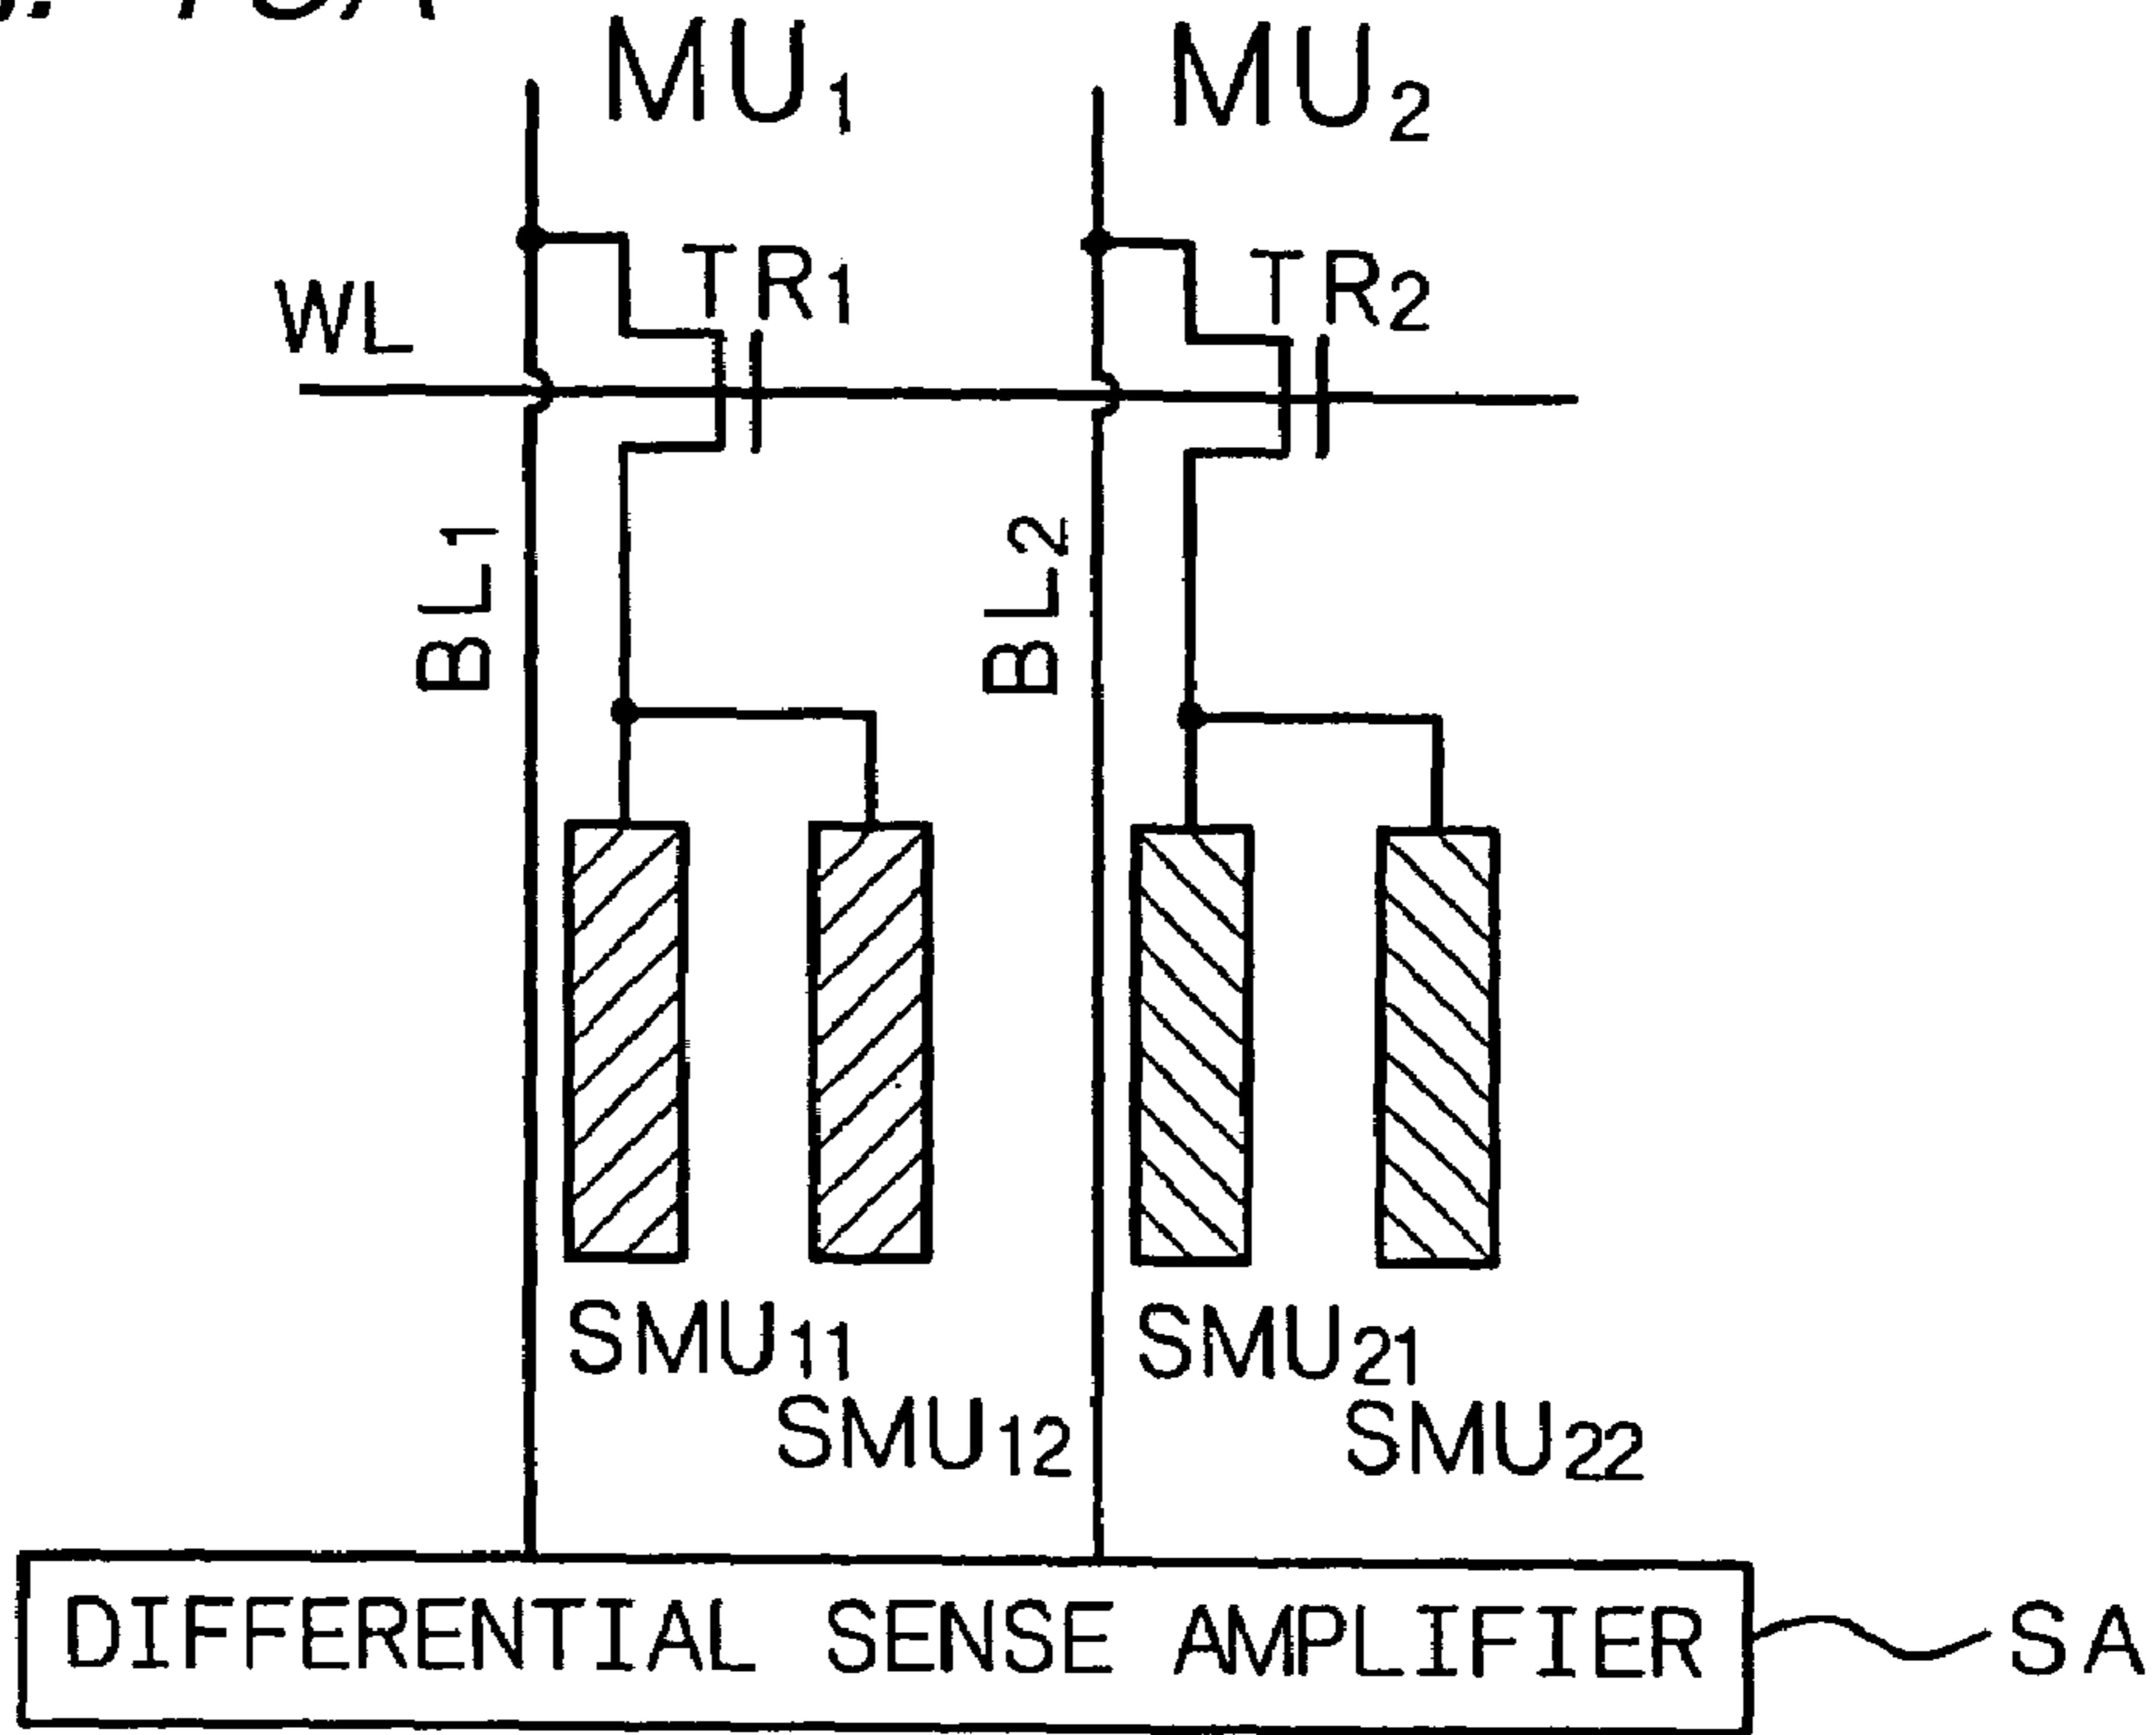 MU1 MU2
TR1 TR2
WL
BL1 BL2
SMU11 SMU21
SMU12 SMU22
DIFFERENTIAL SENSE AMPLIFIER SA